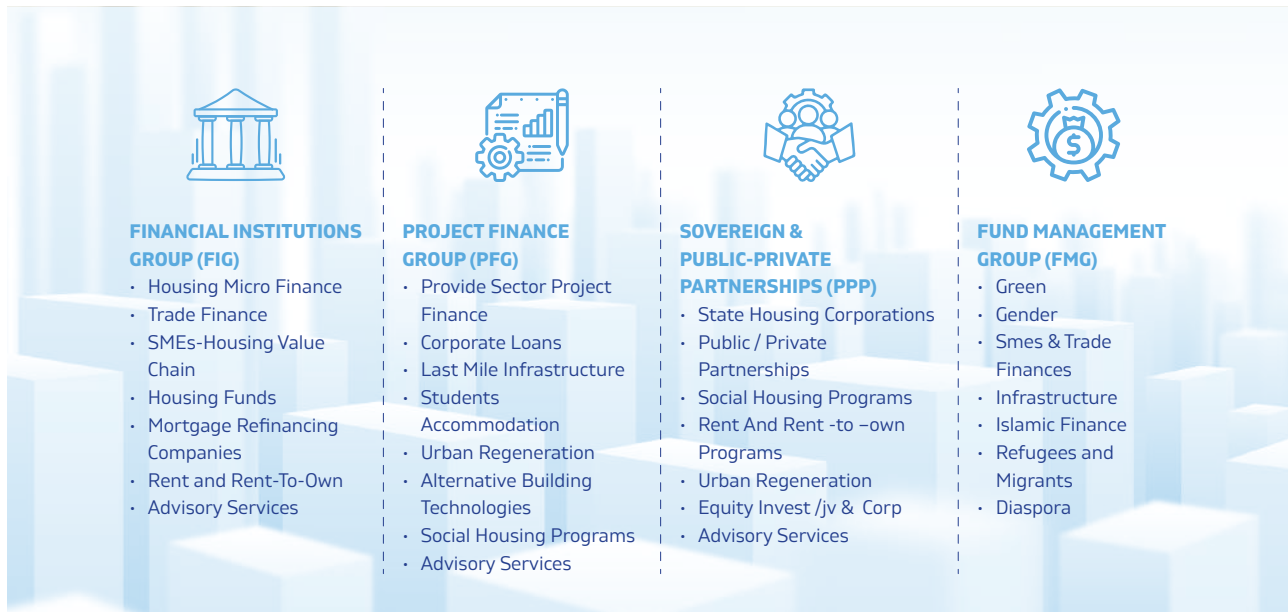 FINANCIAL INSTITUTIONS
GROUP (FIG)
· Housing Micro Finance
· Trade Finance
· SMEs-Housing Value
Chain
· Housing Funds
· Mortgage Refinancing
Companies
· Rent and Rent-To-Own
· Advisory Services
PROJECT FINANCE
GROUP (PFG)
· Provide Sector Project
Finance
· Corporate Loans
· Last Mile Infrastructure
· Students
Accommodation
· Urban Regeneration
· Alternative Building
Technologies
· Social Housing Programs
· Advisory Services
SOVEREIGN &
PUBLIC-PRIVATE
PARTNERSHIPS (PPP)
· State Housing Corporations
· Public / Private
Partnerships
· Social Housing Programs
· Rent And Rent -to –own
Programs
· Urban Regeneration
· Equity Invest /jv & Corp
· Advisory Services
$
FUND MANAGEMENT
GROUP (FMG)
· Green
· Gender
· Smes & Trade
Finances
· Infrastructure
· Islamic Finance
· Refugees and
Migrants
· Diaspora